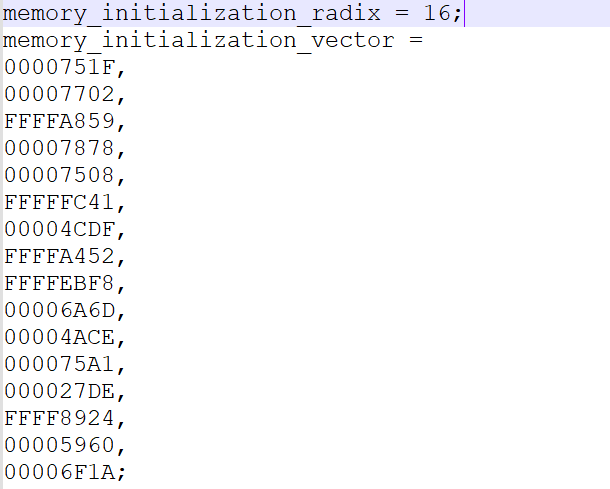 memory_initialization_radix = 16;
memory_initialization_vector =
0000751F,
00007702,
FFFFA859,
00007878,
00007508,
FFFFFC41,
00004CDF,
FFFFA452,
FFFFEBF8,
00006A6D,
00004ACE,
000075A1,
000027DE,
FFFF8924,
00005960,
00006F1A;